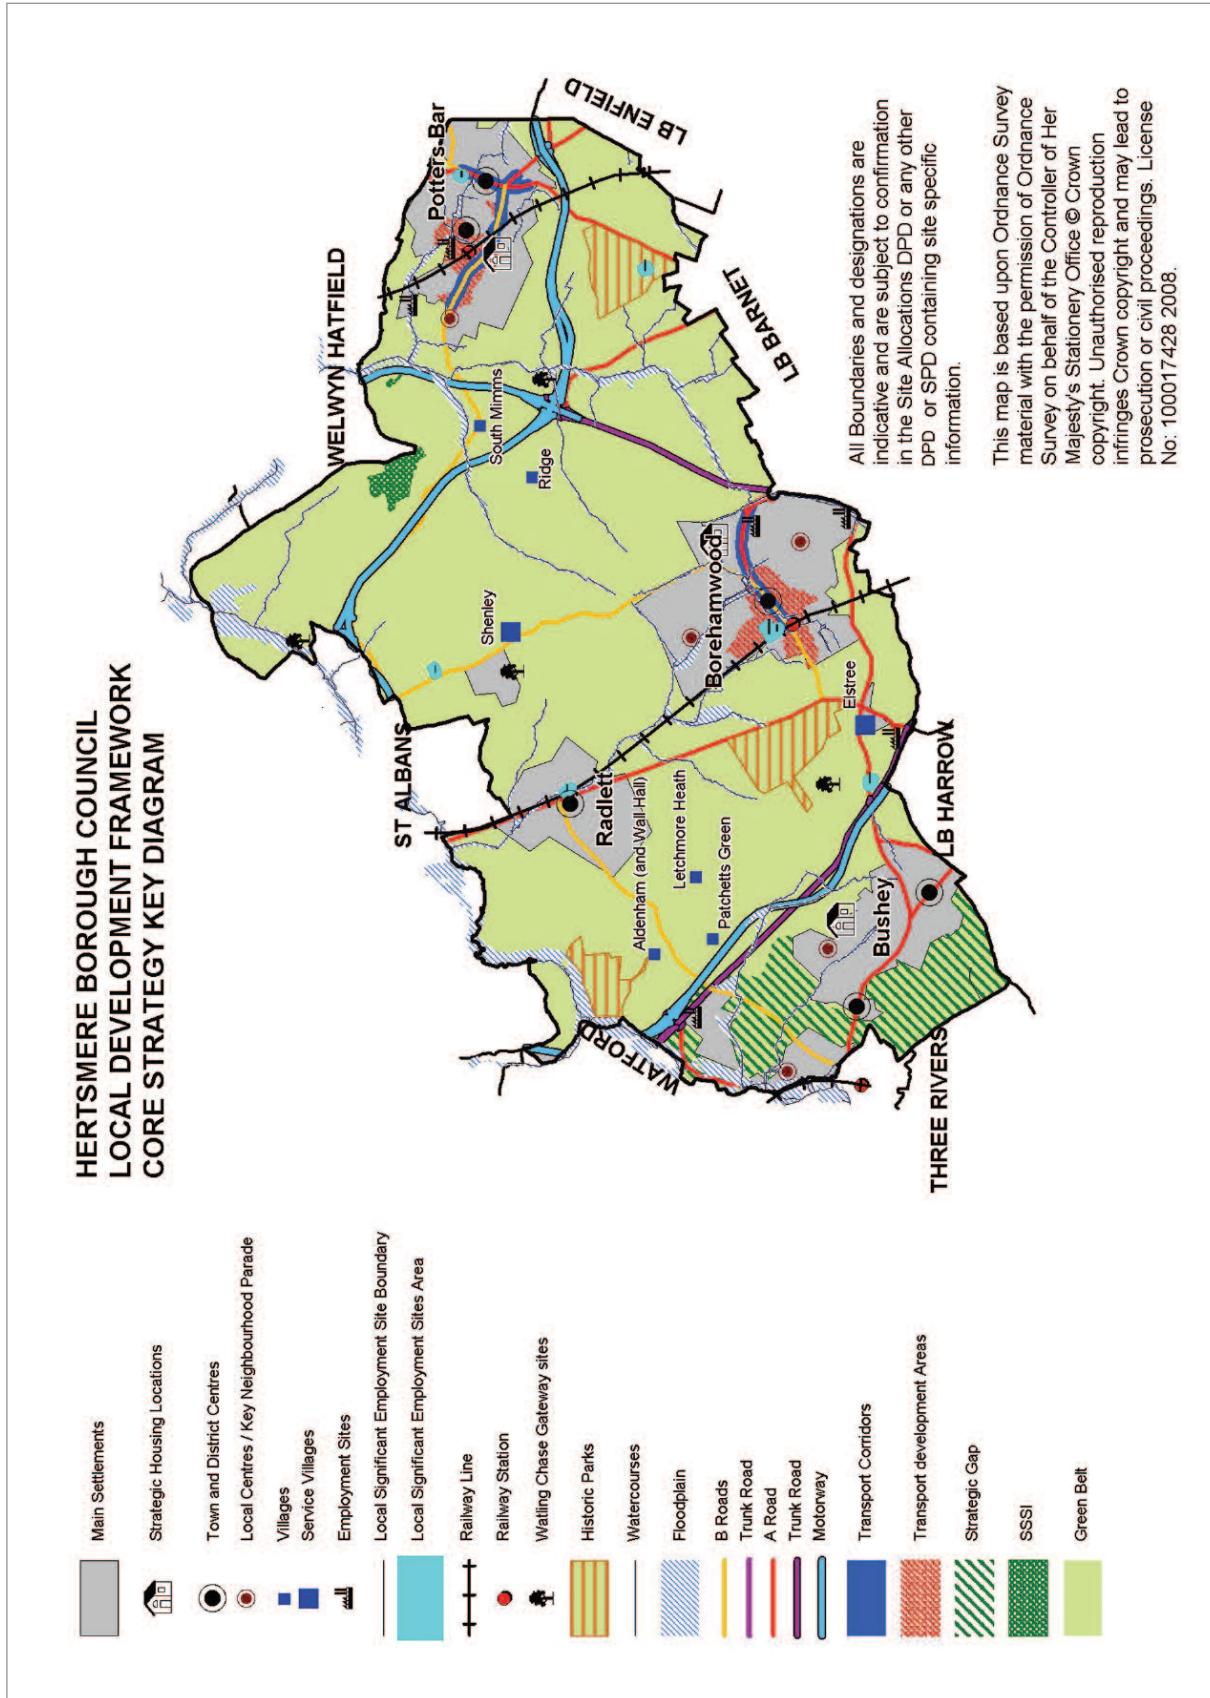 HERTSMERE BOROUGH COUNCIL
LOCAL DEVELOPMENT FRAMEWORK
CORE STRATEGY KEY DIAGRAM
Main Settlements
Strategic Housing Locations
Town and District Centres
Local Centres / Key Neighbourhood Parade
Villages
Service Villages
Employment Sites
Local Significant Employment Site Boundary
Local Significant Employment Sites Area
Railway Line
Railway Station
Watling Chase Gateway sites
Historic Parks
Watercourses
Floodplain
B Roads
Trunk Road
A Road
Trunk Road
Motorway
Transport Corridors
Transport development Areas
Strategic Gap
SSSI
Green Belt
WELWYN HATFIELD
ST ALBANS
WATFORD
THREE RIVERS
LB HARROW
LB BARNET
LB ENFIELD
Potters Bar
South Mimms
Ridge
Shenley
Borehamwood
Radlett
Elstree
Aldenham (and Wall-Hall)
Letchmore Heath
Patchetts Green
Bushey
All Boundaries and designations are
indicative and are subject to confirmation
in the Site Allocations DPD or any other
DPD or SPD containing site specific
information.
This map is based upon Ordnance Survey
material with the permission of Ordnance
Survey on behalf of the Controller of Her
Majesty's Stationery Office © Crown
copyright. Unauthorised reproduction
infringes Crown copyright and may lead to
prosecution or civil proceedings. License
No: 100017428 2008.